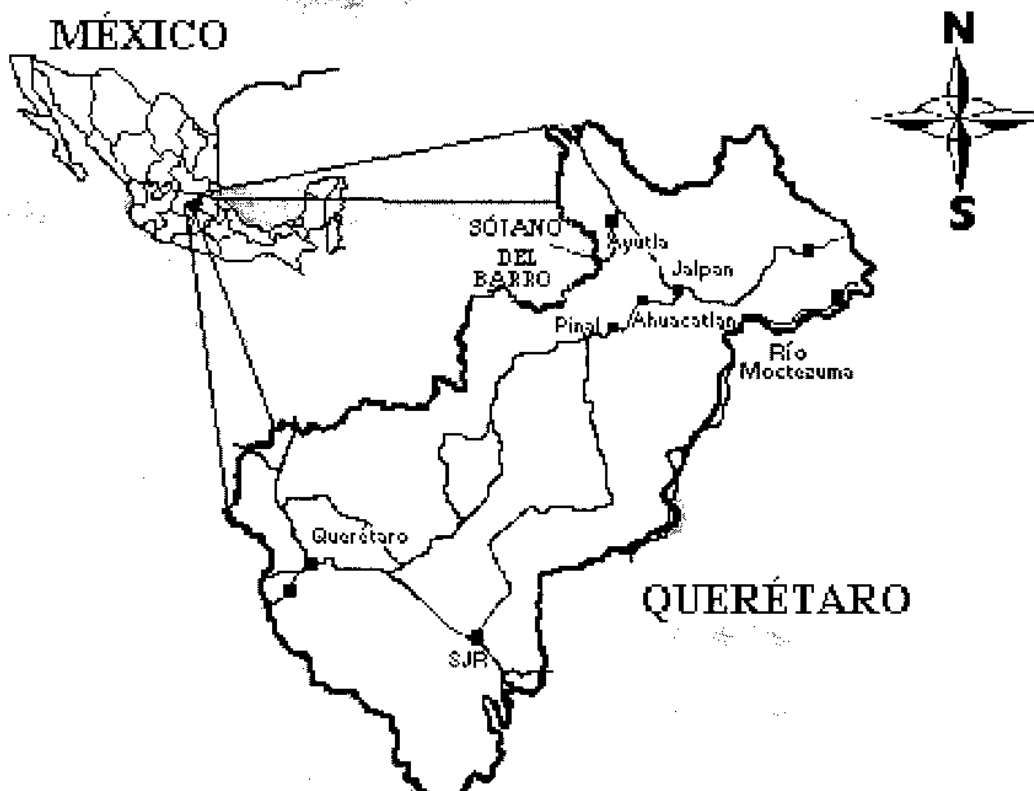 MÉXICO
N
S
SÓTANO
DEL
BARRO
Ayutla
Jalpan
Ahuacatlan
Pinal
Río
Moctezuma
Querétaro
QUERÉTARO
SJR